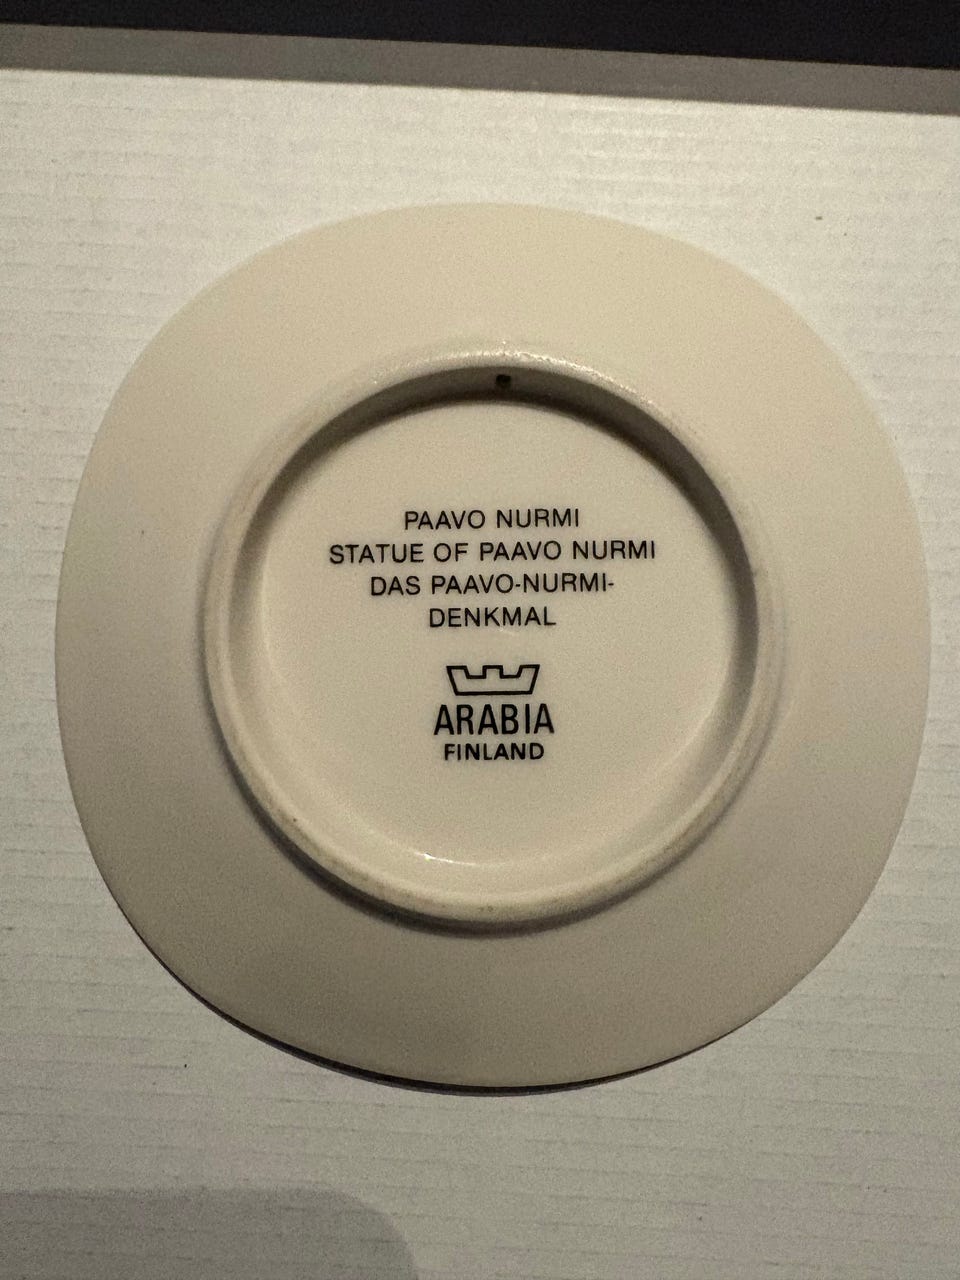 PAAVO NURMI
STATUE OF PAAVO NURMI
DAS PAAVO-NURMI-
DENKMAL
ARABIA
FINLAND